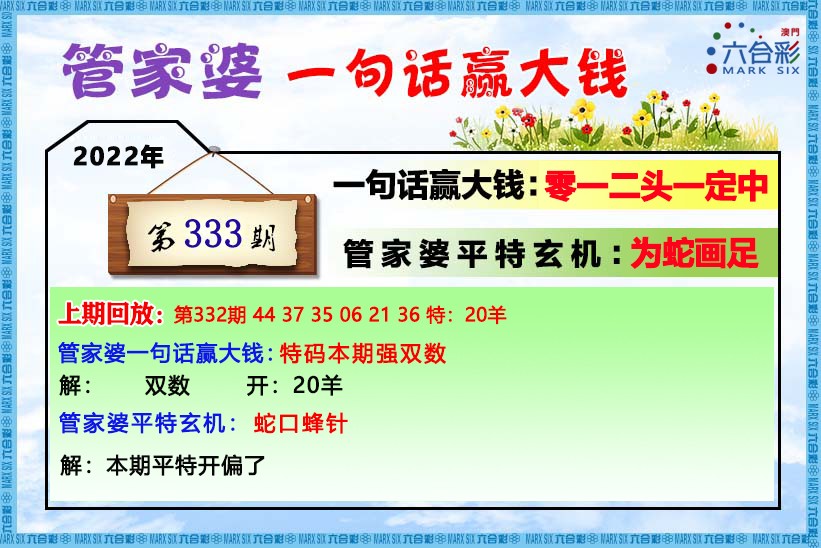 管家婆 一句话赢大钱
澳門
六合彩
MARK SIX
2022年
第333期
一句话赢大钱:零一二头一定中
管家婆平特玄机:为蛇画足
上期回放：第332期 44 37 35 06 21 36 特：20羊
管家婆一句话赢大钱:特码本期强双数
解： 双数 开：20羊
管家婆平特玄机： 蛇口蜂针
解：本期平特开偏了